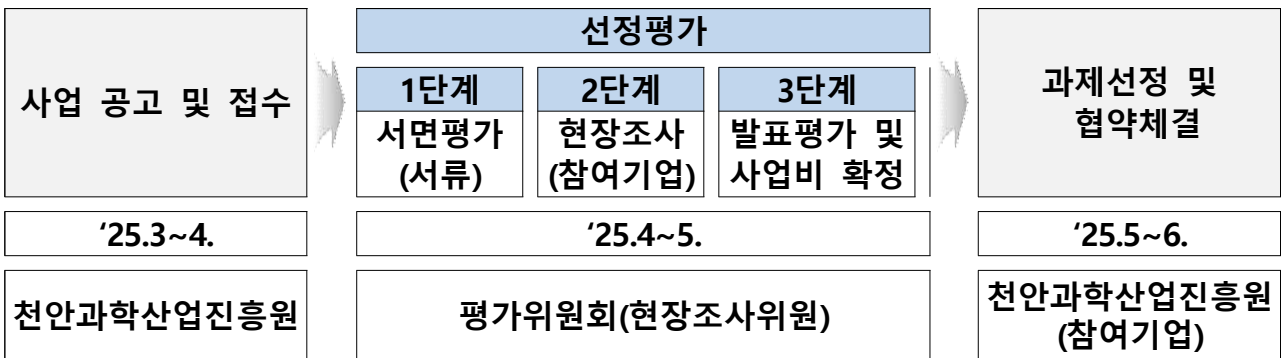 사업 공고 및 접수
선정평가
1단계
서면평가
(서류)
2단계
현장조사
(참여기업)
3단계
발표평가 및
사업비 확정
과제선정 및
협약체결
‘25.3~4.
‘25.4~5.
‘25.5~6.
천안과학산업진흥원
평가위원회(현장조사위원)
천안과학산업진흥원
(참여기업)